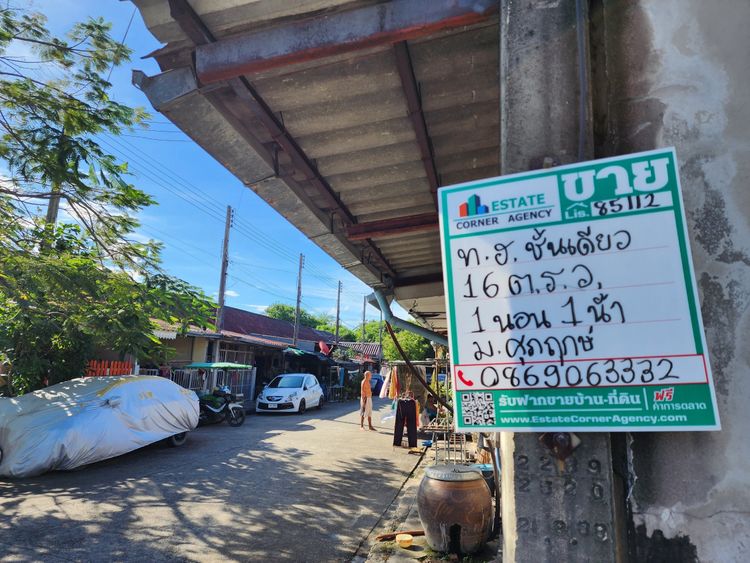 ESTATE
CORNER AGENCY
ขาย
Lis. 85112
ท.ฮ. ชั้นเดียว
16 ต.ร.ว.
1 นอน 1 น้ำ
ม. ศุภฤกษ์
0869063332
รับฝากขายบ้าน-ที่ดิน
ฟรี
ค่าการตลาด
www.EstateCornerAgency.com